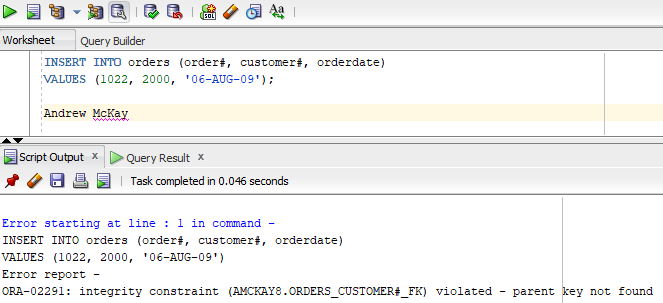 SQL
Aa
Worksheet
Query Builder
INSERT INTO orders (order#, customer#, orderdate)
VALUES (1022, 2000, '06-AUG-09');
Andrew McKay
Script Output x
Query Result x
Task completed in 0.046 seconds
Error starting at line : 1 in command -
INSERT INTO orders (order#, customer#, orderdate)
VALUES (1022, 2000, '06-AUG-09')
Error report -
ORA-02291: integrity constraint (AMCKAY8.ORDERS_CUSTOMER#_FK) violated - parent key not found